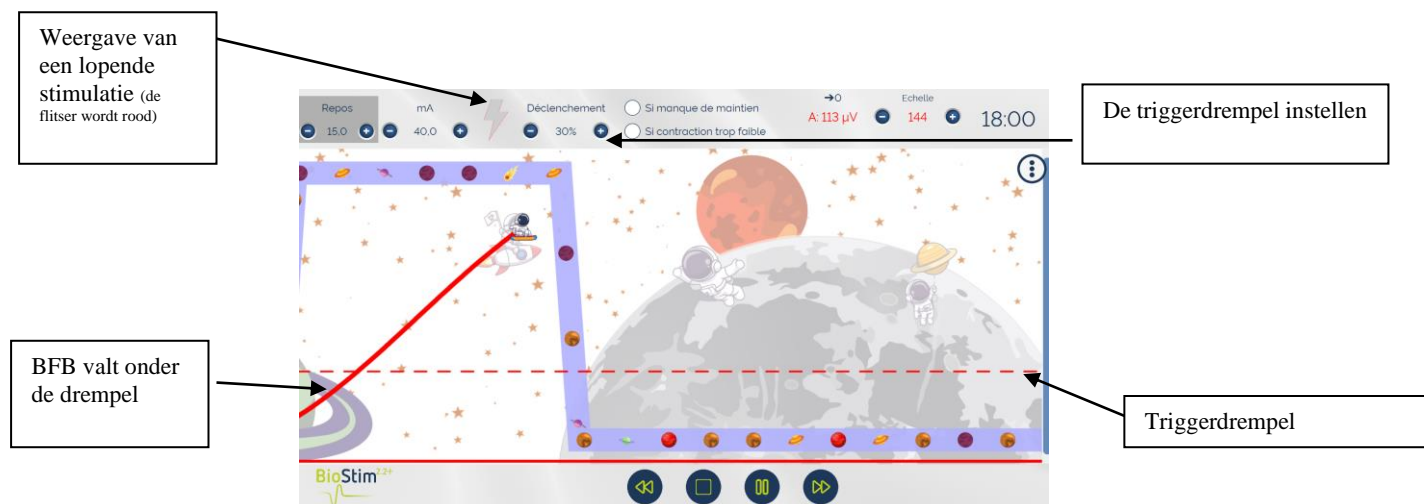 Weergave van
een lopende
stimulatie (de
flitser wordt rood)
De triggerdrempel instellen
Repos
15,0
mA
40,0
Déclenchement
30%
Si manque de maintien
Si contraction trop faible
→0
A: 113 µV
Echelle
144
18:00
BFB valt onder
de drempel
Triggerdrempel
BioStim 7.2+